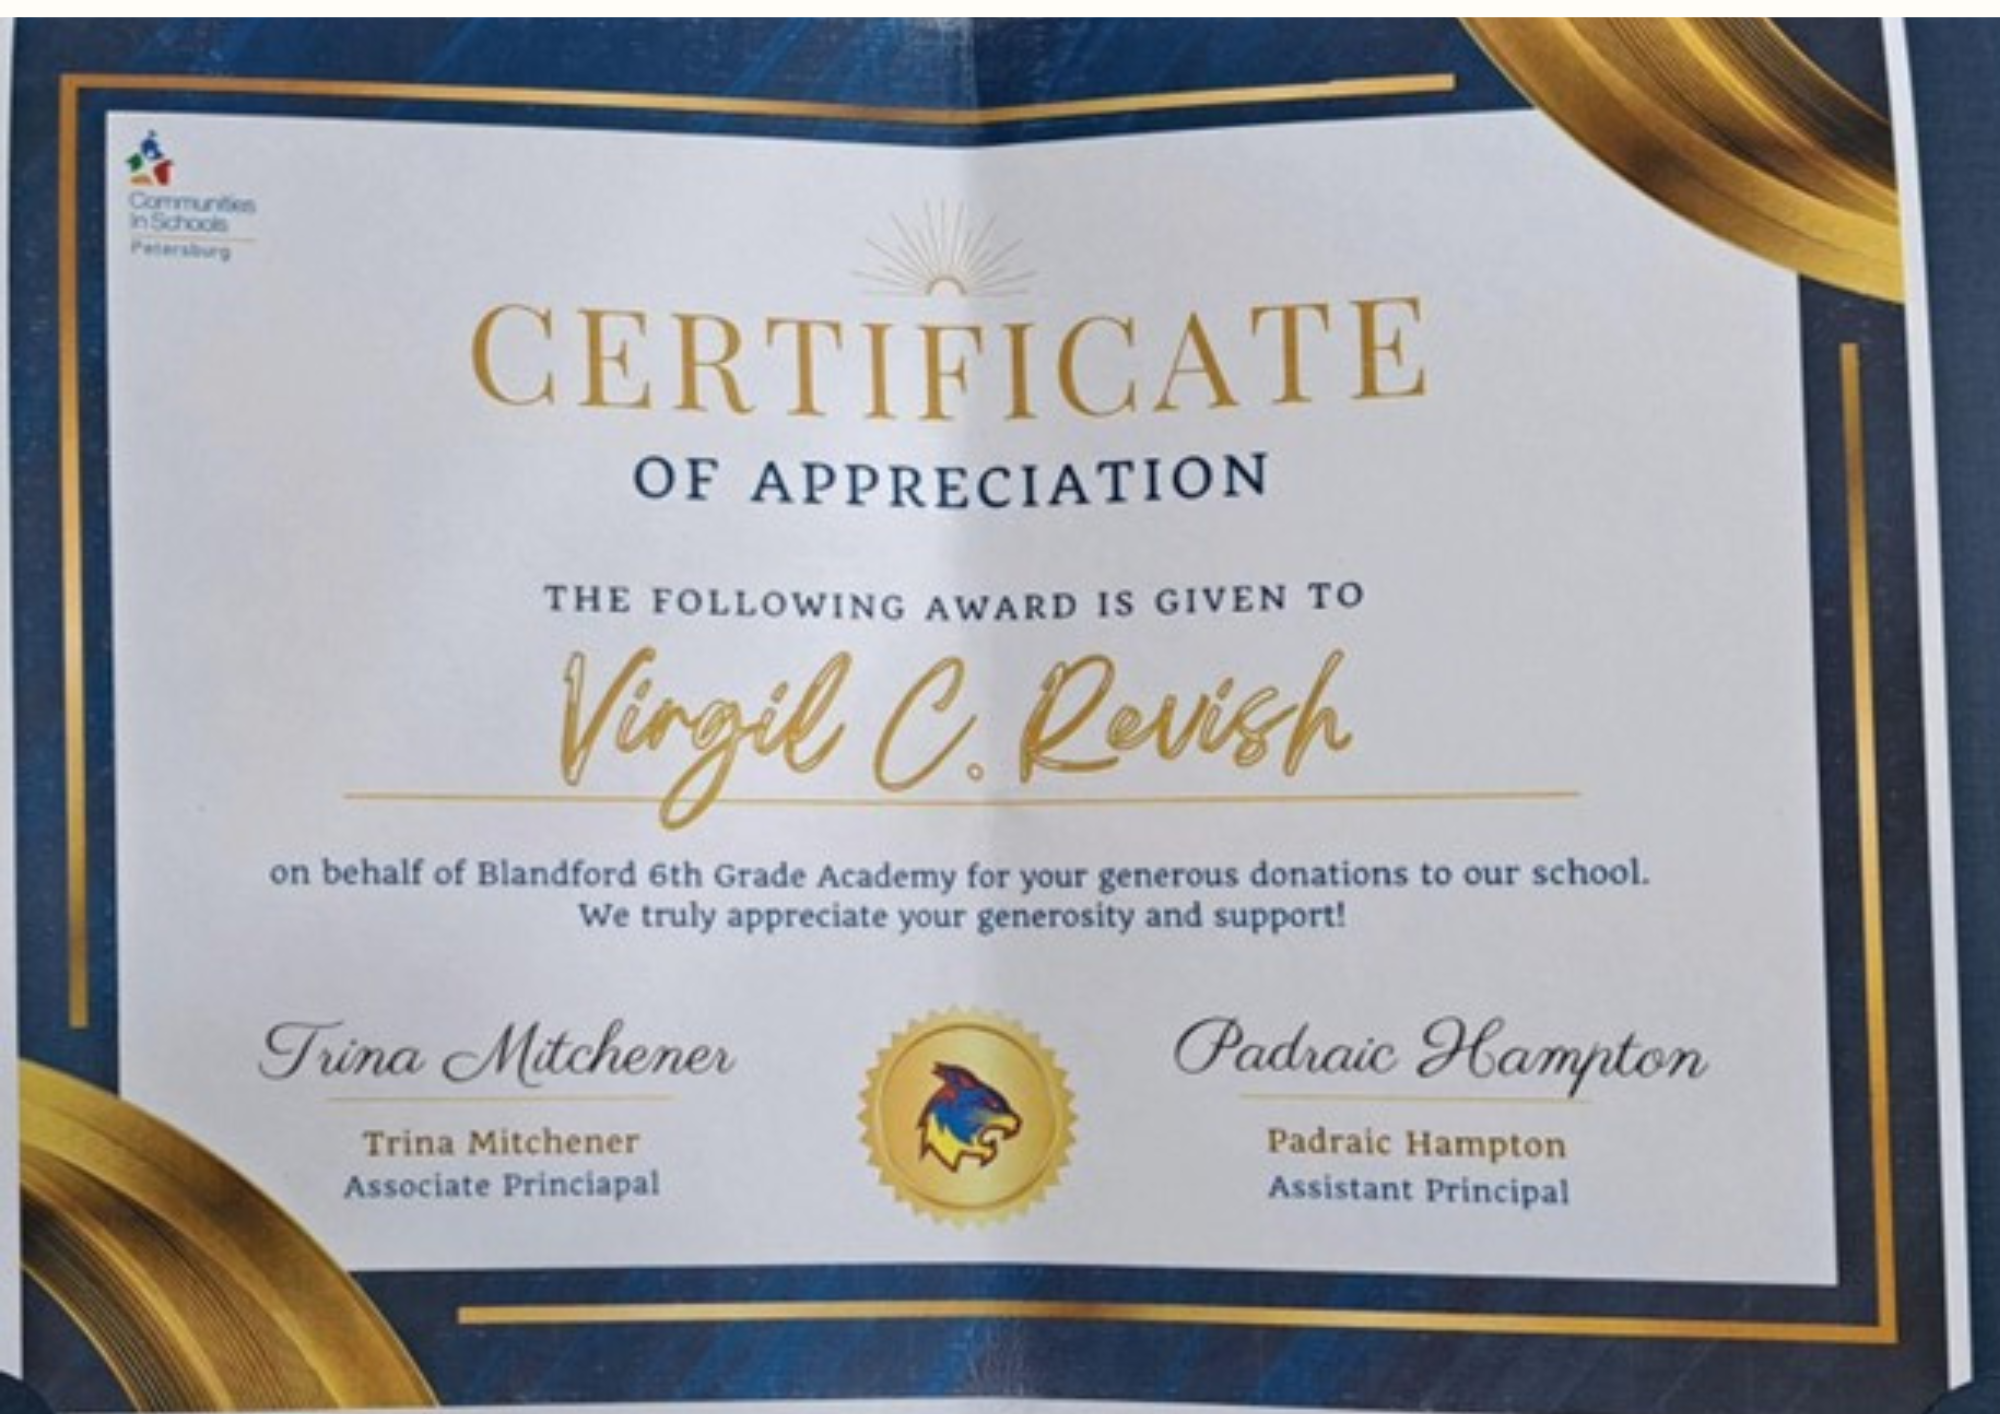 Communities
In Schools
Petersburg
CERTIFICATE
OF APPRECIATION
THE FOLLOWING AWARD IS GIVEN TO
Virgil C. Revish
on behalf of Blandford 6th Grade Academy for your generous donations to our school.
We truly appreciate your generosity and support!
Trina Mitchener
Trina Mitchener
Associate Princiapal
Padraic Hampton
Padraic Hampton
Assistant Principal